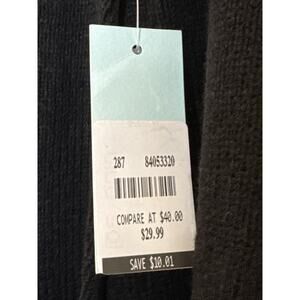 287 84053320
COMPARE AT $40.00
$29.99
SAVE $10.01